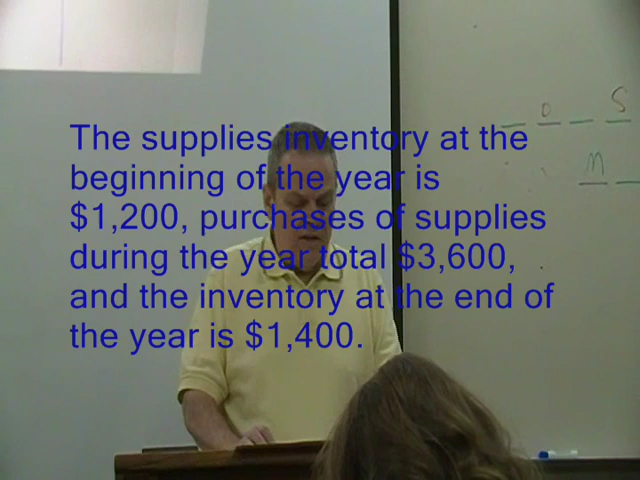 The supplies inventory at the
beginning of the year is
$1,200, purchases of supplies
during the year total $3,600,
and the inventory at the end of
the year is $1,400.
_ O _ S
M _